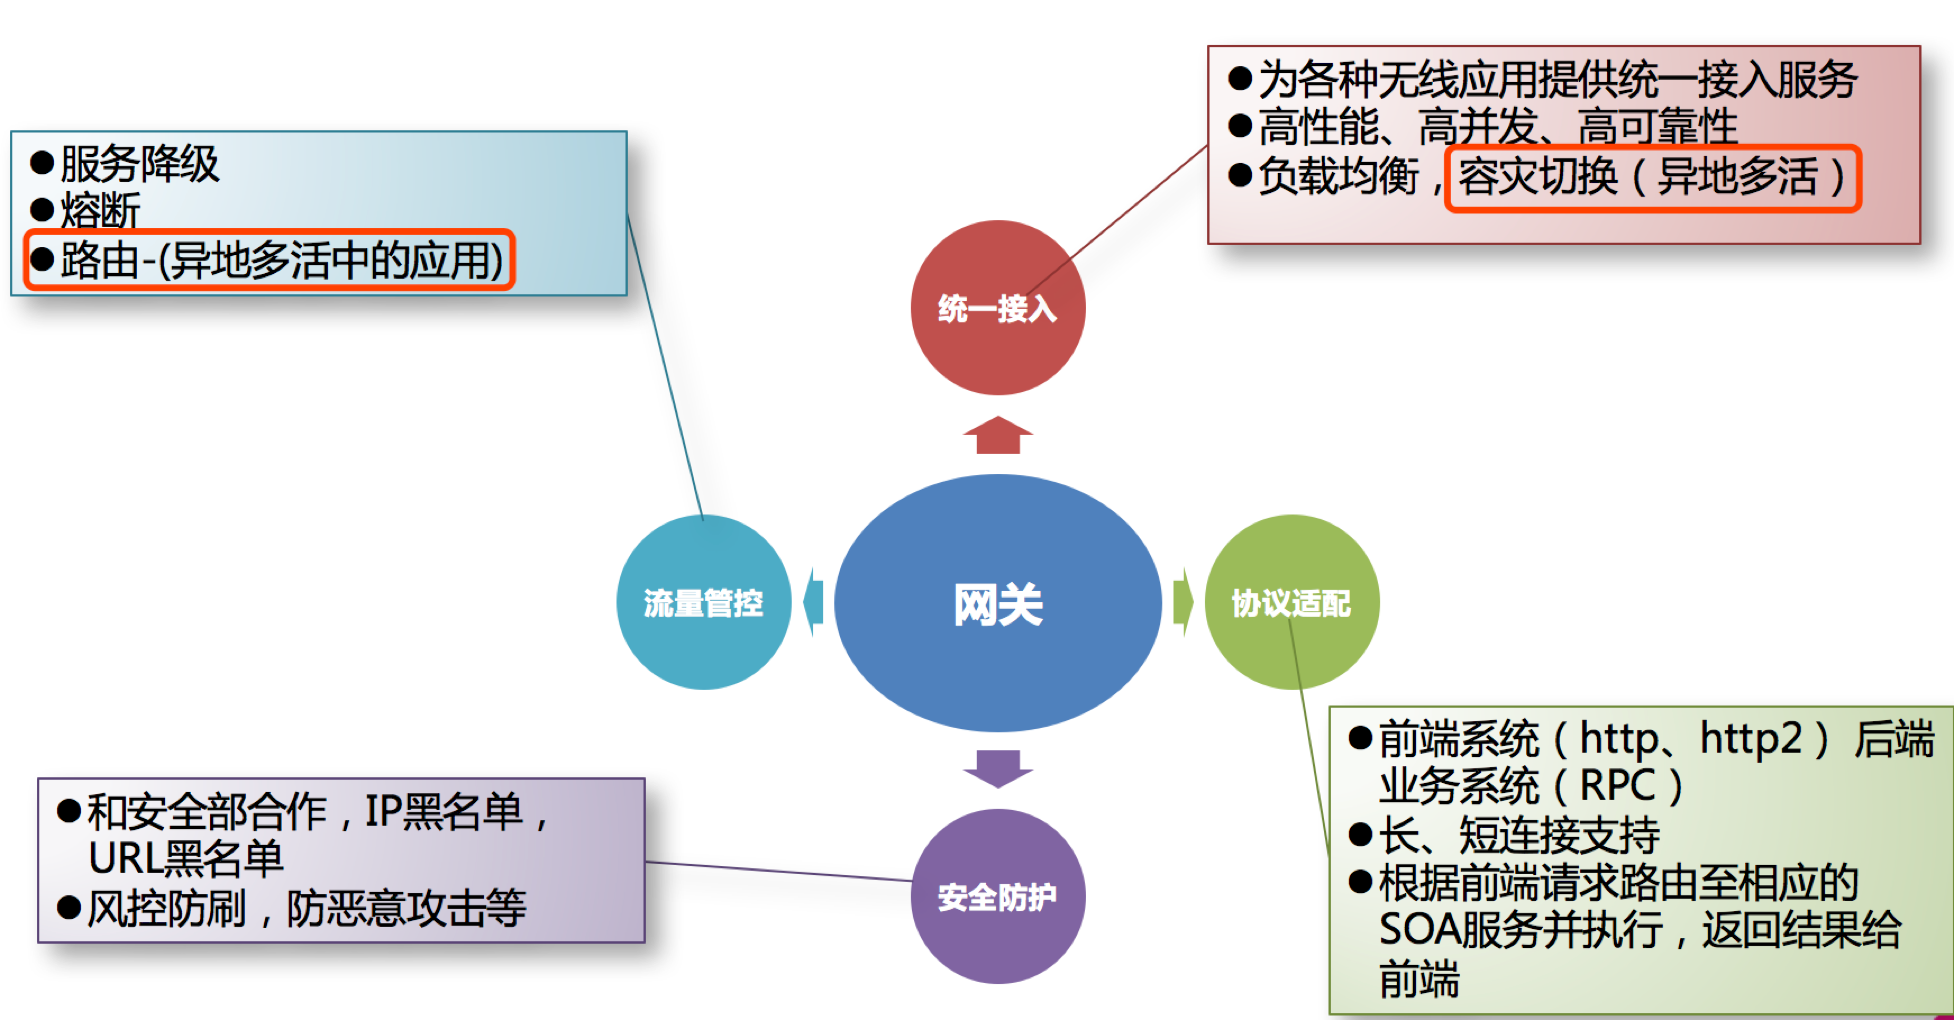 ●为各种无线应用提供统一接入服务
●高性能、高并发、高可靠性
●负载均衡，容灾切换（异地多活）
●服务降级
●熔断
●路由-(异地多活中的应用)
统一接入
流量管控
网关
协议适配
●前端系统（http、http2） 后端
业务系统（RPC）
●长、短连接支持
●根据前端请求路由至相应的
SOA服务并执行，返回结果给
前端
●和安全部合作，IP黑名单，
URL黑名单
●风控防刷，防恶意攻击等
安全防护